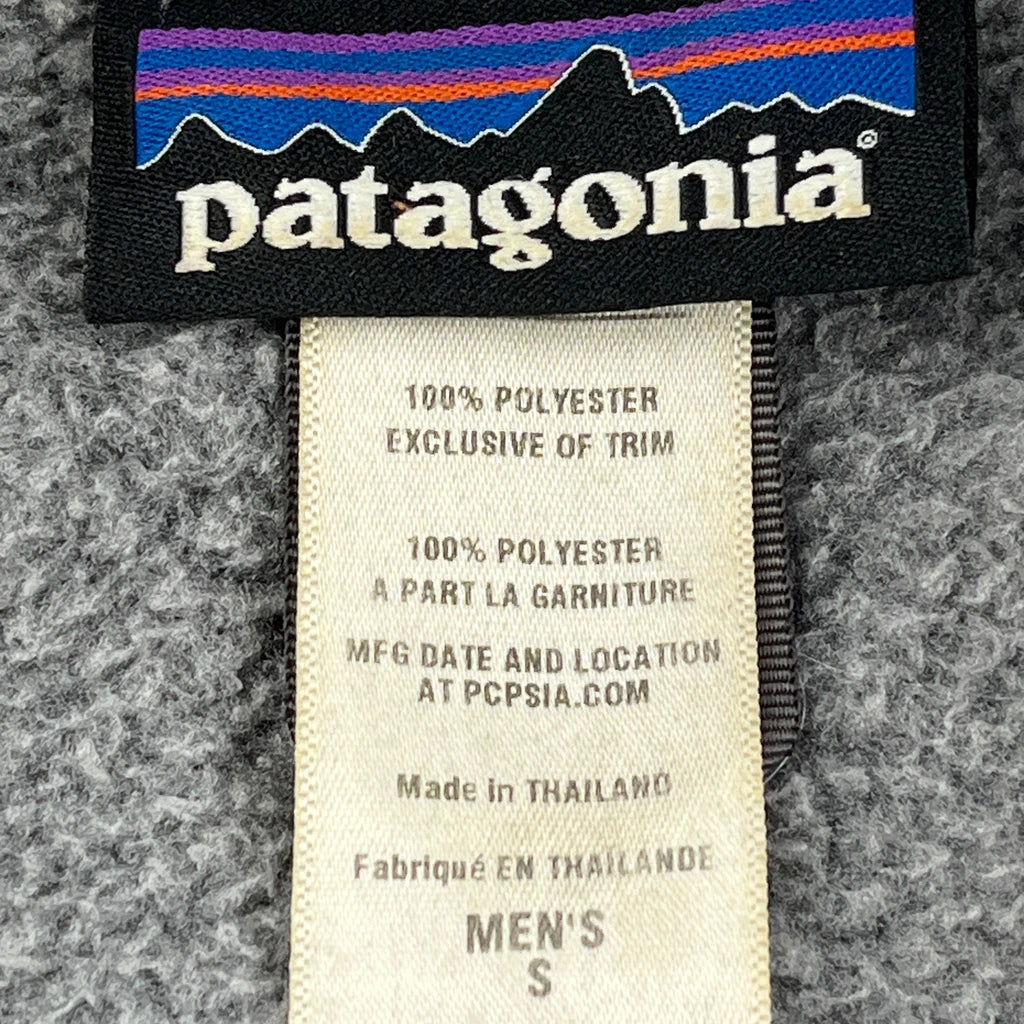 patagonia®
100% POLYESTER
EXCLUSIVE OF TRIM
100% POLYESTER
A PART LA GARNITURE
MFG DATE AND LOCATION
AT PCPSIA.COM
Made in THAILAND
Fabriqué EN THAILANDE
MEN'S
S